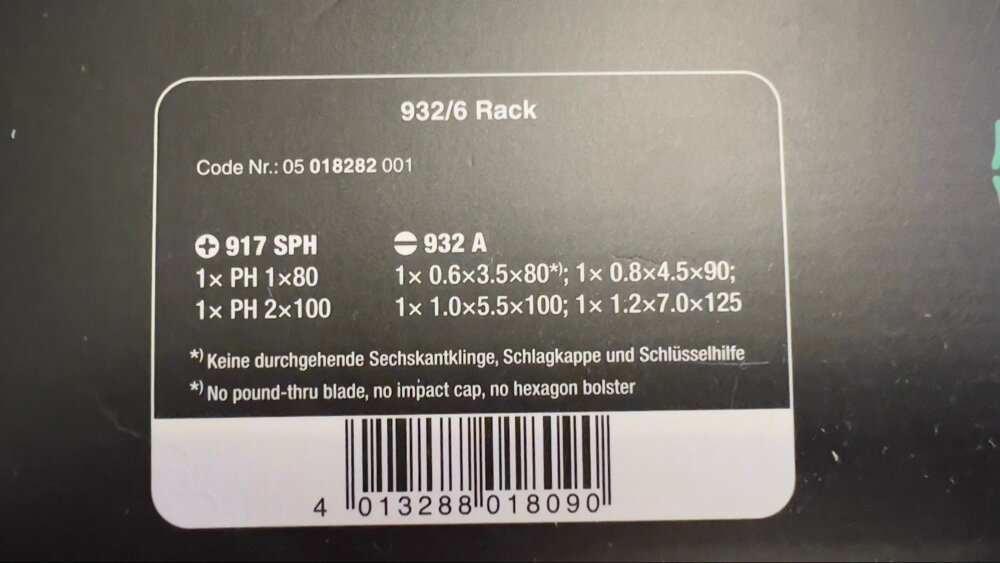 932/6 Rack
Code Nr.: 05 018282 001
917 SPH
1× PH 1×80
1× PH 2×100
932 A
1× 0.6×3.5×80*); 1× 0.8×4.5×90;
1× 1.0×5.5×100; 1× 1.2×7.0×125
*) Keine durchgehende Sechskantklinge, Schlagkappe und Schlüsselhilfe
*) No pound-thru blade, no impact cap, no hexagon bolster
4 013288 018090